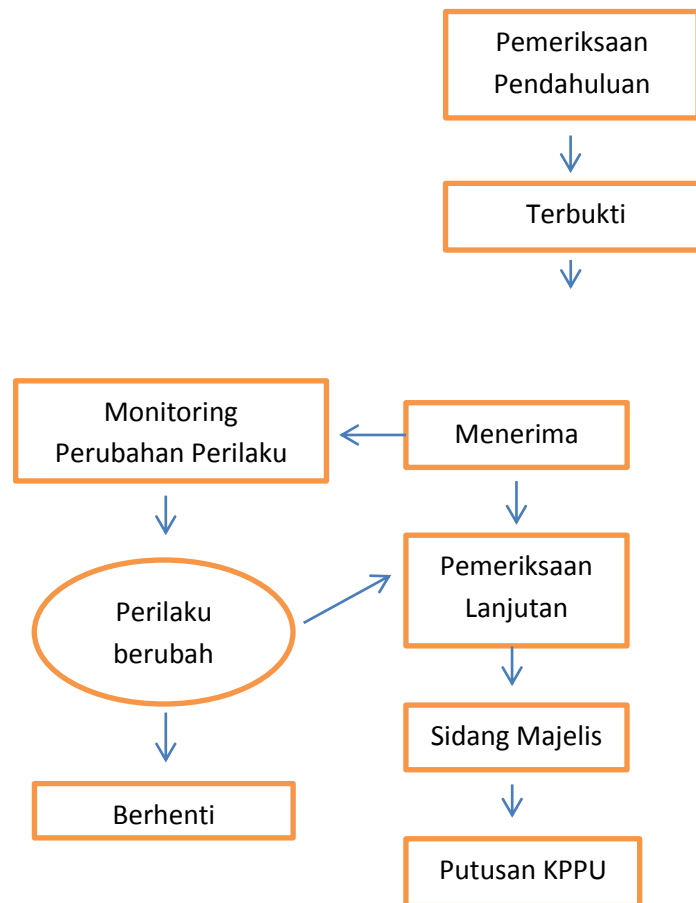 Pemeriksaan
Pendahuluan
Terbukti
Monitoring
Perubahan Perilaku
Menerima
Perilaku
berubah
Pemeriksaan
Lanjutan
Sidang Majelis
Berhenti
Putusan KPPU